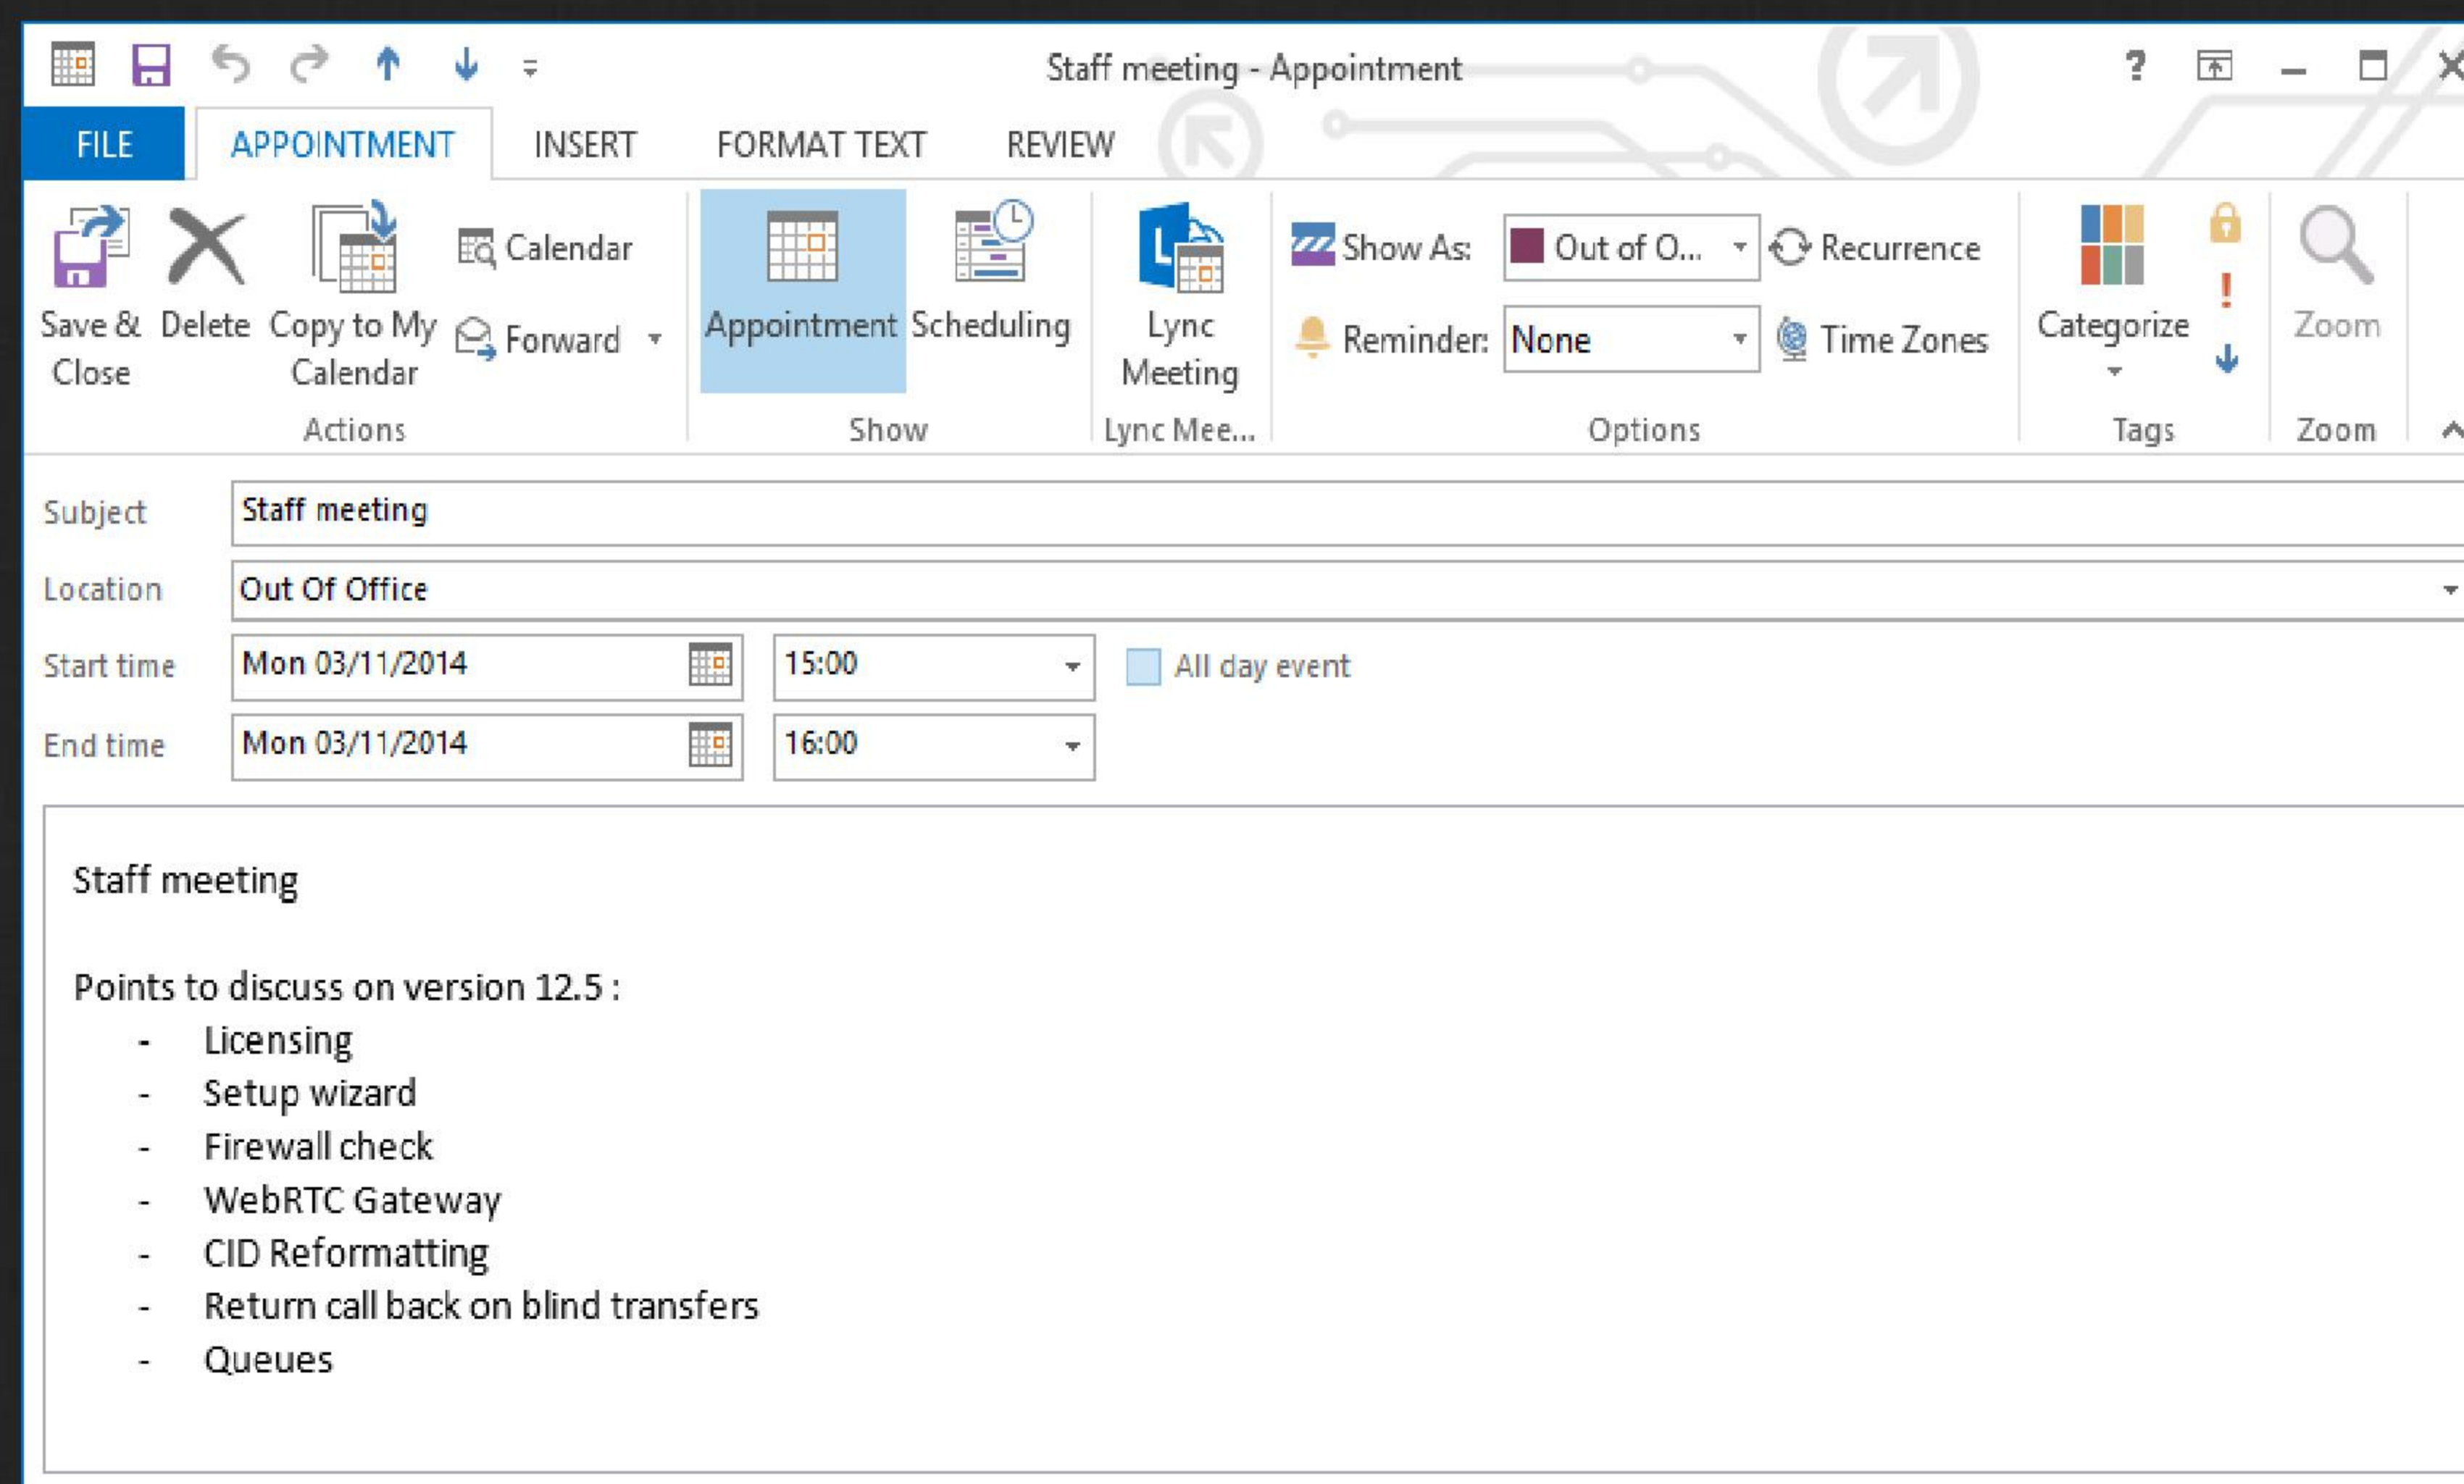 Staff meeting - Appointment
FILE APPOINTMENT INSERT FORMAT TEXT REVIEW
Save & Close
Delete
Copy to My Calendar
Calendar
Forward
Actions
Appointment
Scheduling
Show
Lync Meeting
Lync Mee...
Show As: Out of O... Recurrence
Reminder: None Time Zones
Options
Categorize
Tags
Zoom
Zoom
Subject Staff meeting
Location Out Of Office
Start time Mon 03/11/2014 15:00 All day event
End time Mon 03/11/2014 16:00
Staff meeting
Points to discuss on version 12.5 :
- Licensing
- Setup wizard
- Firewall check
- WebRTC Gateway
- CID Reformatting
- Return call back on blind transfers
- Queues